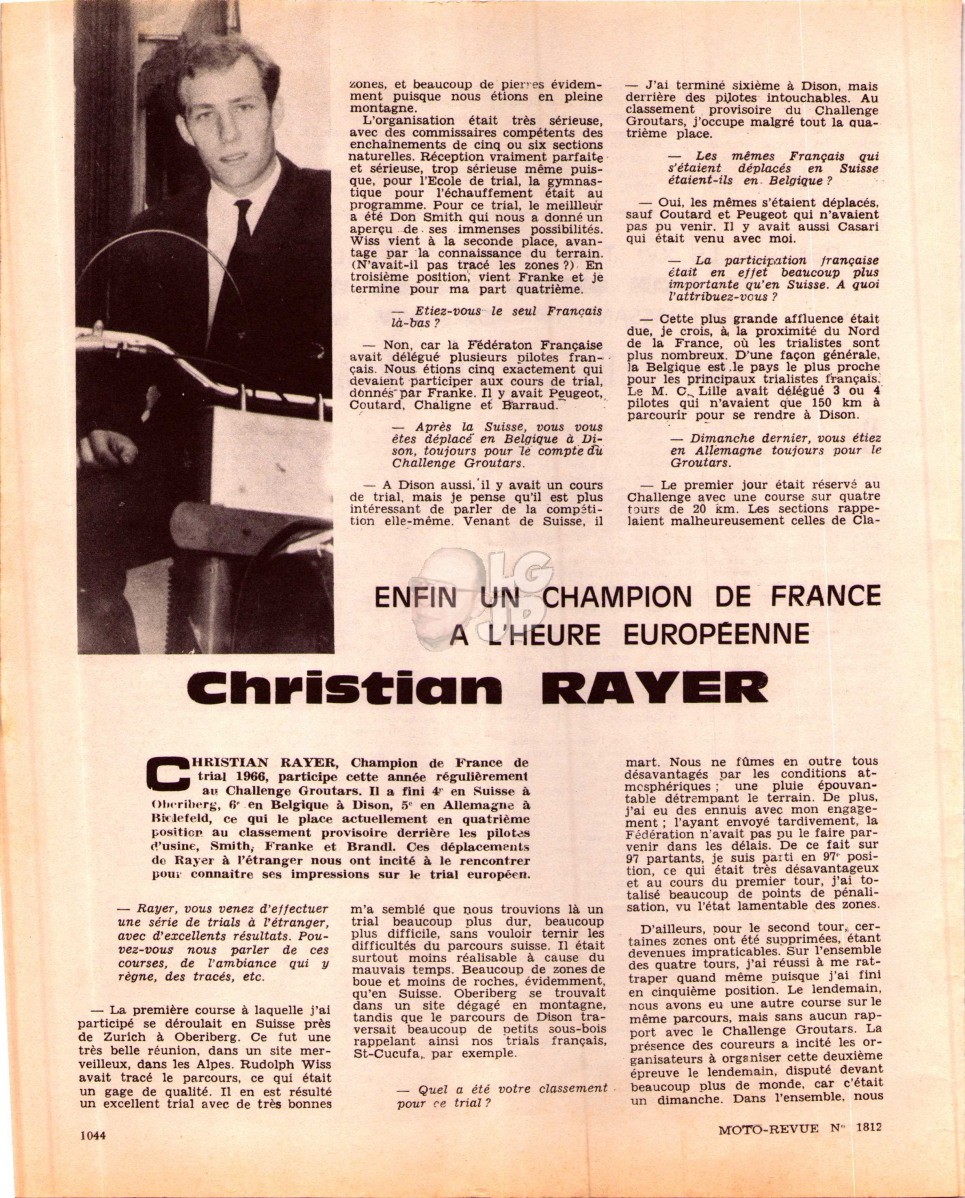 ENFIN UN CHAMPION DE FRANCE
A L'HEURE EUROPÉENNE
Christian RAYER
CHRISTIAN RAYER, Champion de France de
trial 1966, participe cette année régulièrement
au Challenge Groutars. Il a fini 4e en Suisse à
Oberiberg, 6e en Belgique à Dison, 5e en Allemagne à
Bielefeld, ce qui le place actuellement en quatrième
position au classement provisoire derrière les pilotes
d'usine, Smith, Franke et Brandl. Ces déplacements
de Rayer à l'étranger nous ont incité à le rencontrer
pour connaître ses impressions sur le trial européen.
— Rayer, vous venez d'effectuer
une série de trials à l'étranger,
avec d'excellents résultats. Pou-
vez-vous nous parler de ces
courses, de l'ambiance qui y
règne, des tracés, etc.
— La première course à laquelle j'ai
participé se déroulait en Suisse près
de Zurich à Oberiberg. Ce fut une
très belle réunion, dans un site mer-
veilleux, dans les Alpes. Rudolph Wiss
avait tracé le parcours, ce qui était
un gage de qualité. Il en est résulté
un excellent trial avec de très bonnes
zones, et beaucoup de pierres évidem-
ment puisque nous étions en pleine
montagne.
L'organisation était très sérieuse,
avec des commissaires compétents des
enchaînements de cinq ou six sections
naturelles. Réception vraiment parfaite
et sérieuse, trop sérieuse même puis-
que, pour l'Ecole de trial, la gymnas-
tique pour l'échauffement était au
programme. Pour ce trial, le meillleur
a été Don Smith qui nous a donné un
aperçu de ses immenses possibilités.
Wiss vient à la seconde place, avan-
tage par la connaissance du terrain.
(N'avait-il pas tracé les zones ?) En
troisième position, vient Franke et je
termine pour ma part quatrième.
— Etiez-vous le seul Français
là-bas ?
— Non, car la Fédératon Française
avait délégué plusieurs pilotes fran-
çais. Nous étions cinq exactement qui
devaient participer aux cours de trial,
donnés par Franke. Il y avait Peugeot,
Coutard, Chaligne et Barraud.
— Après la Suisse, vous vous
êtes déplacé en Belgique à Di-
son, toujours pour le compte du
Challenge Groutars.
— A Dison aussi, il y avait un cours
de trial, mais je pense qu'il est plus
intéressant de parler de la compéti-
tion elle-même. Venant de Suisse, il
m'a semblé que nous trouvions là un
trial beaucoup plus dur, beaucoup
plus difficile, sans vouloir ternir les
difficultés du parcours suisse. Il était
surtout moins réalisable à cause du
mauvais temps. Beaucoup de zones de
boue et moins de roches, évidemment,
qu'en Suisse. Oberiberg se trouvait
dans un site dégagé en montagne,
tandis que le parcours de Dison tra-
versait beaucoup de petits sous-bois
rappelant ainsi nos trials français,
St-Cucufa, par exemple.
— Quel a été votre classement
pour ce trial ?
— J'ai terminé sixième à Dison, mais
derrière des pilotes intouchables. Au
classement provisoire du Challenge
Groutars, j'occupe malgré tout la qua-
trième place.
— Les mêmes Français qui
s'étaient déplacés en Suisse
étaient-ils en Belgique ?
— Oui, les mêmes s'étaient déplacés,
sauf Coutard et Peugeot qui n'avaient
pas pu venir. Il y avait aussi Casari
qui était venu avec moi.
— La participation française
était en effet beaucoup plus
importante qu'en Suisse. A quoi
l'attribuez-vous ?
— Cette plus grande affluence était
due, je crois, à la proximité du Nord
de la France, où les trialistes sont
plus nombreux. D'une façon générale,
la Belgique est le pays le plus proche
pour les principaux trialistes français.
Le M. C. Lille avait délégué 3 ou 4
pilotes qui n'avaient que 150 km à
parcourir pour se rendre à Dison.
— Dimanche dernier, vous étiez
en Allemagne toujours pour le
Groutars.
— Le premier jour était réservé au
Challenge avec une course sur quatre
tours de 20 km. Les sections rappe-
laient malheureusement celles de Cla-
mart. Nous ne fûmes en outre tous
désavantagés par les conditions at-
mosphériques ; une pluie épouvan-
table détrempant le terrain. De plus,
j'ai eu des ennuis avec mon engage-
ment ; l'ayant envoyé tardivement, la
Fédération n'avait pas pu le faire par-
venir dans les délais. De ce fait sur
97 partants, je suis parti en 97e posi-
tion, ce qui était très désavantageux
et au cours du premier tour, j'ai to-
talisé beaucoup de points de pénali-
sation, vu l'état lamentable des zones.
D'ailleurs, pour le second tour, cer-
taines zones ont été supprimées, étant
devenues impraticables. Sur l'ensemble
des quatre tours, j'ai réussi à me rat-
traper quand même puisque j'ai fini
en cinquième position. Le lendemain,
nous avons eu une autre course sur le
même parcours, mais sans aucun rap-
port avec le Challenge Groutars. La
présence des coureurs a incité les or-
ganisateurs à organiser cette deuxième
épreuve le lendemain, disputé devant
beaucoup plus de monde, car c'était
un dimanche. Dans l'ensemble, nous
1044
MOTO-REVUE N° 1812
LG
JP